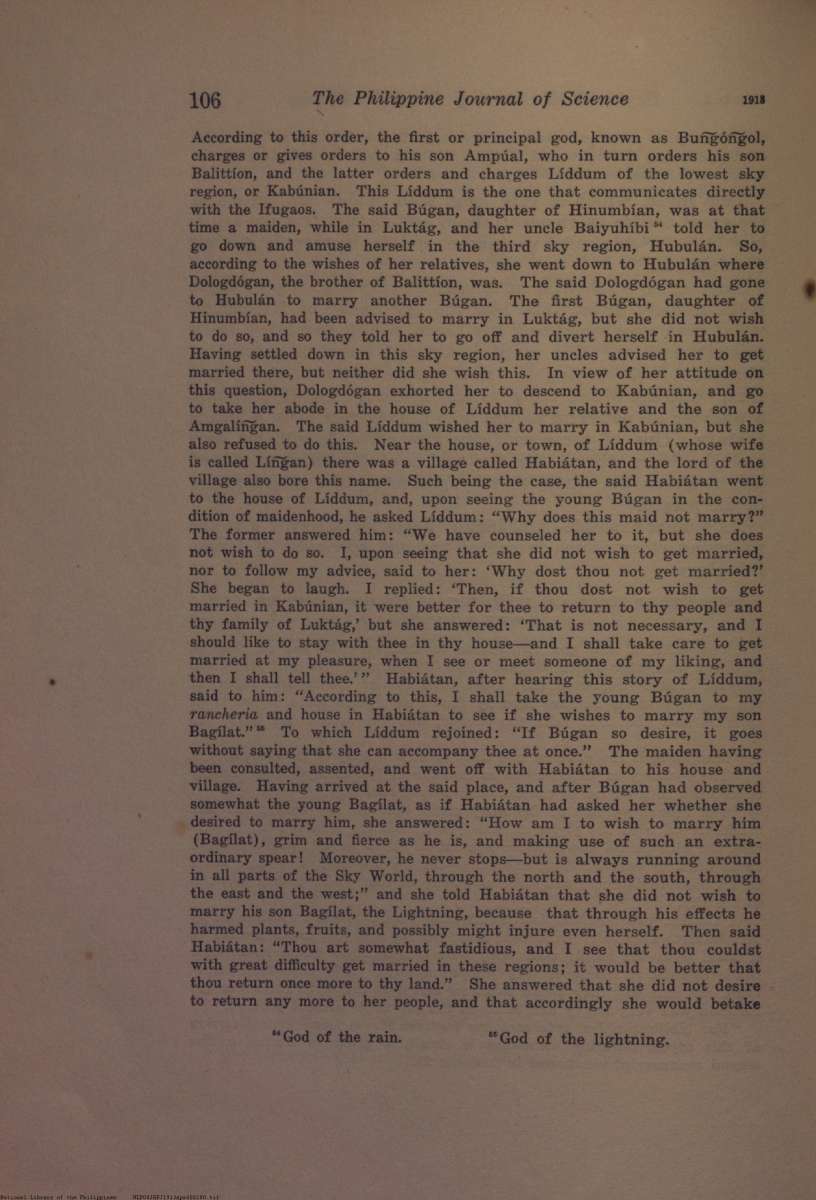 106 The Philippine Journal of Science 1918
According to this order, the first or principal god, known as Bun͠gón͠gol,
charges or gives orders to his son Ampúal, who in turn orders his son
Balittíon, and the latter orders and charges Líddum of the lowest sky
region, or Kabúnian. This Líddum is the one that communicates directly
with the Ifugaos. The said Búgan, daughter of Hinumbían, was at that
time a maiden, while in Luktág, and her uncle Baiyuhíbi ⁵⁴ told her to
go down and amuse herself in the third sky region, Hubulán. So,
according to the wishes of her relatives, she went down to Hubulán where
Dologdógan, the brother of Balittíon, was. The said Dologdógan had gone
to Hubulán to marry another Búgan. The first Búgan, daughter of
Hinumbían, had been advised to marry in Luktág, but she did not wish
to do so, and so they told her to go off and divert herself in Hubulán.
Having settled down in this sky region, her uncles advised her to get
married there, but neither did she wish this. In view of her attitude on
this question, Dologdógan exhorted her to descend to Kabúnian, and go
to take her abode in the house of Líddum her relative and the son of
Amgalín͠gan. The said Líddum wished her to marry in Kabúnian, but she
also refused to do this. Near the house, or town, of Líddum (whose wife
is called Lín͠gan) there was a village called Habiátan, and the lord of the
village also bore this name. Such being the case, the said Habiátan went
to the house of Líddum, and, upon seeing the young Búgan in the con-
dition of maidenhood, he asked Líddum: “Why does this maid not marry?”
The former answered him: “We have counseled her to it, but she does
not wish to do so. I, upon seeing that she did not wish to get married,
nor to follow my advice, said to her: ‘Why dost thou not get married?’
She began to laugh. I replied: ‘Then, if thou dost not wish to get
married in Kabúnian, it were better for thee to return to thy people and
thy family of Luktág,’ but she answered: ‘That is not necessary, and I
should like to stay with thee in thy house—and I shall take care to get
married at my pleasure, when I see or meet someone of my liking, and
then I shall tell thee.’ ” Habiátan, after hearing this story of Líddum,
said to him: “According to this, I shall take the young Búgan to my
rancheria and house in Habiátan to see if she wishes to marry my son
Bagílat.” ⁵⁵ To which Líddum rejoined: “If Búgan so desire, it goes
without saying that she can accompany thee at once.” The maiden having
been consulted, assented, and went off with Habiátan to his house and
village. Having arrived at the said place, and after Búgan had observed
somewhat the young Bagílat, as if Habiátan had asked her whether she
desired to marry him, she answered: “How am I to wish to marry him
(Bagílat), grim and fierce as he is, and making use of such an extra-
ordinary spear! Moreover, he never stops—but is always running around
in all parts of the Sky World, through the north and the south, through
the east and the west;” and she told Habiátan that she did not wish to
marry his son Bagílat, the Lightning, because that through his effects he
harmed plants, fruits, and possibly might injure even herself. Then said
Habiátan: “Thou art somewhat fastidious, and I see that thou couldst
with great difficulty get married in these regions; it would be better that
thou return once more to thy land.” She answered that she did not desire
to return any more to her people, and that accordingly she would betake
⁵⁴ God of the rain. ⁵⁵ God of the lightning.
National Library of the Philippines